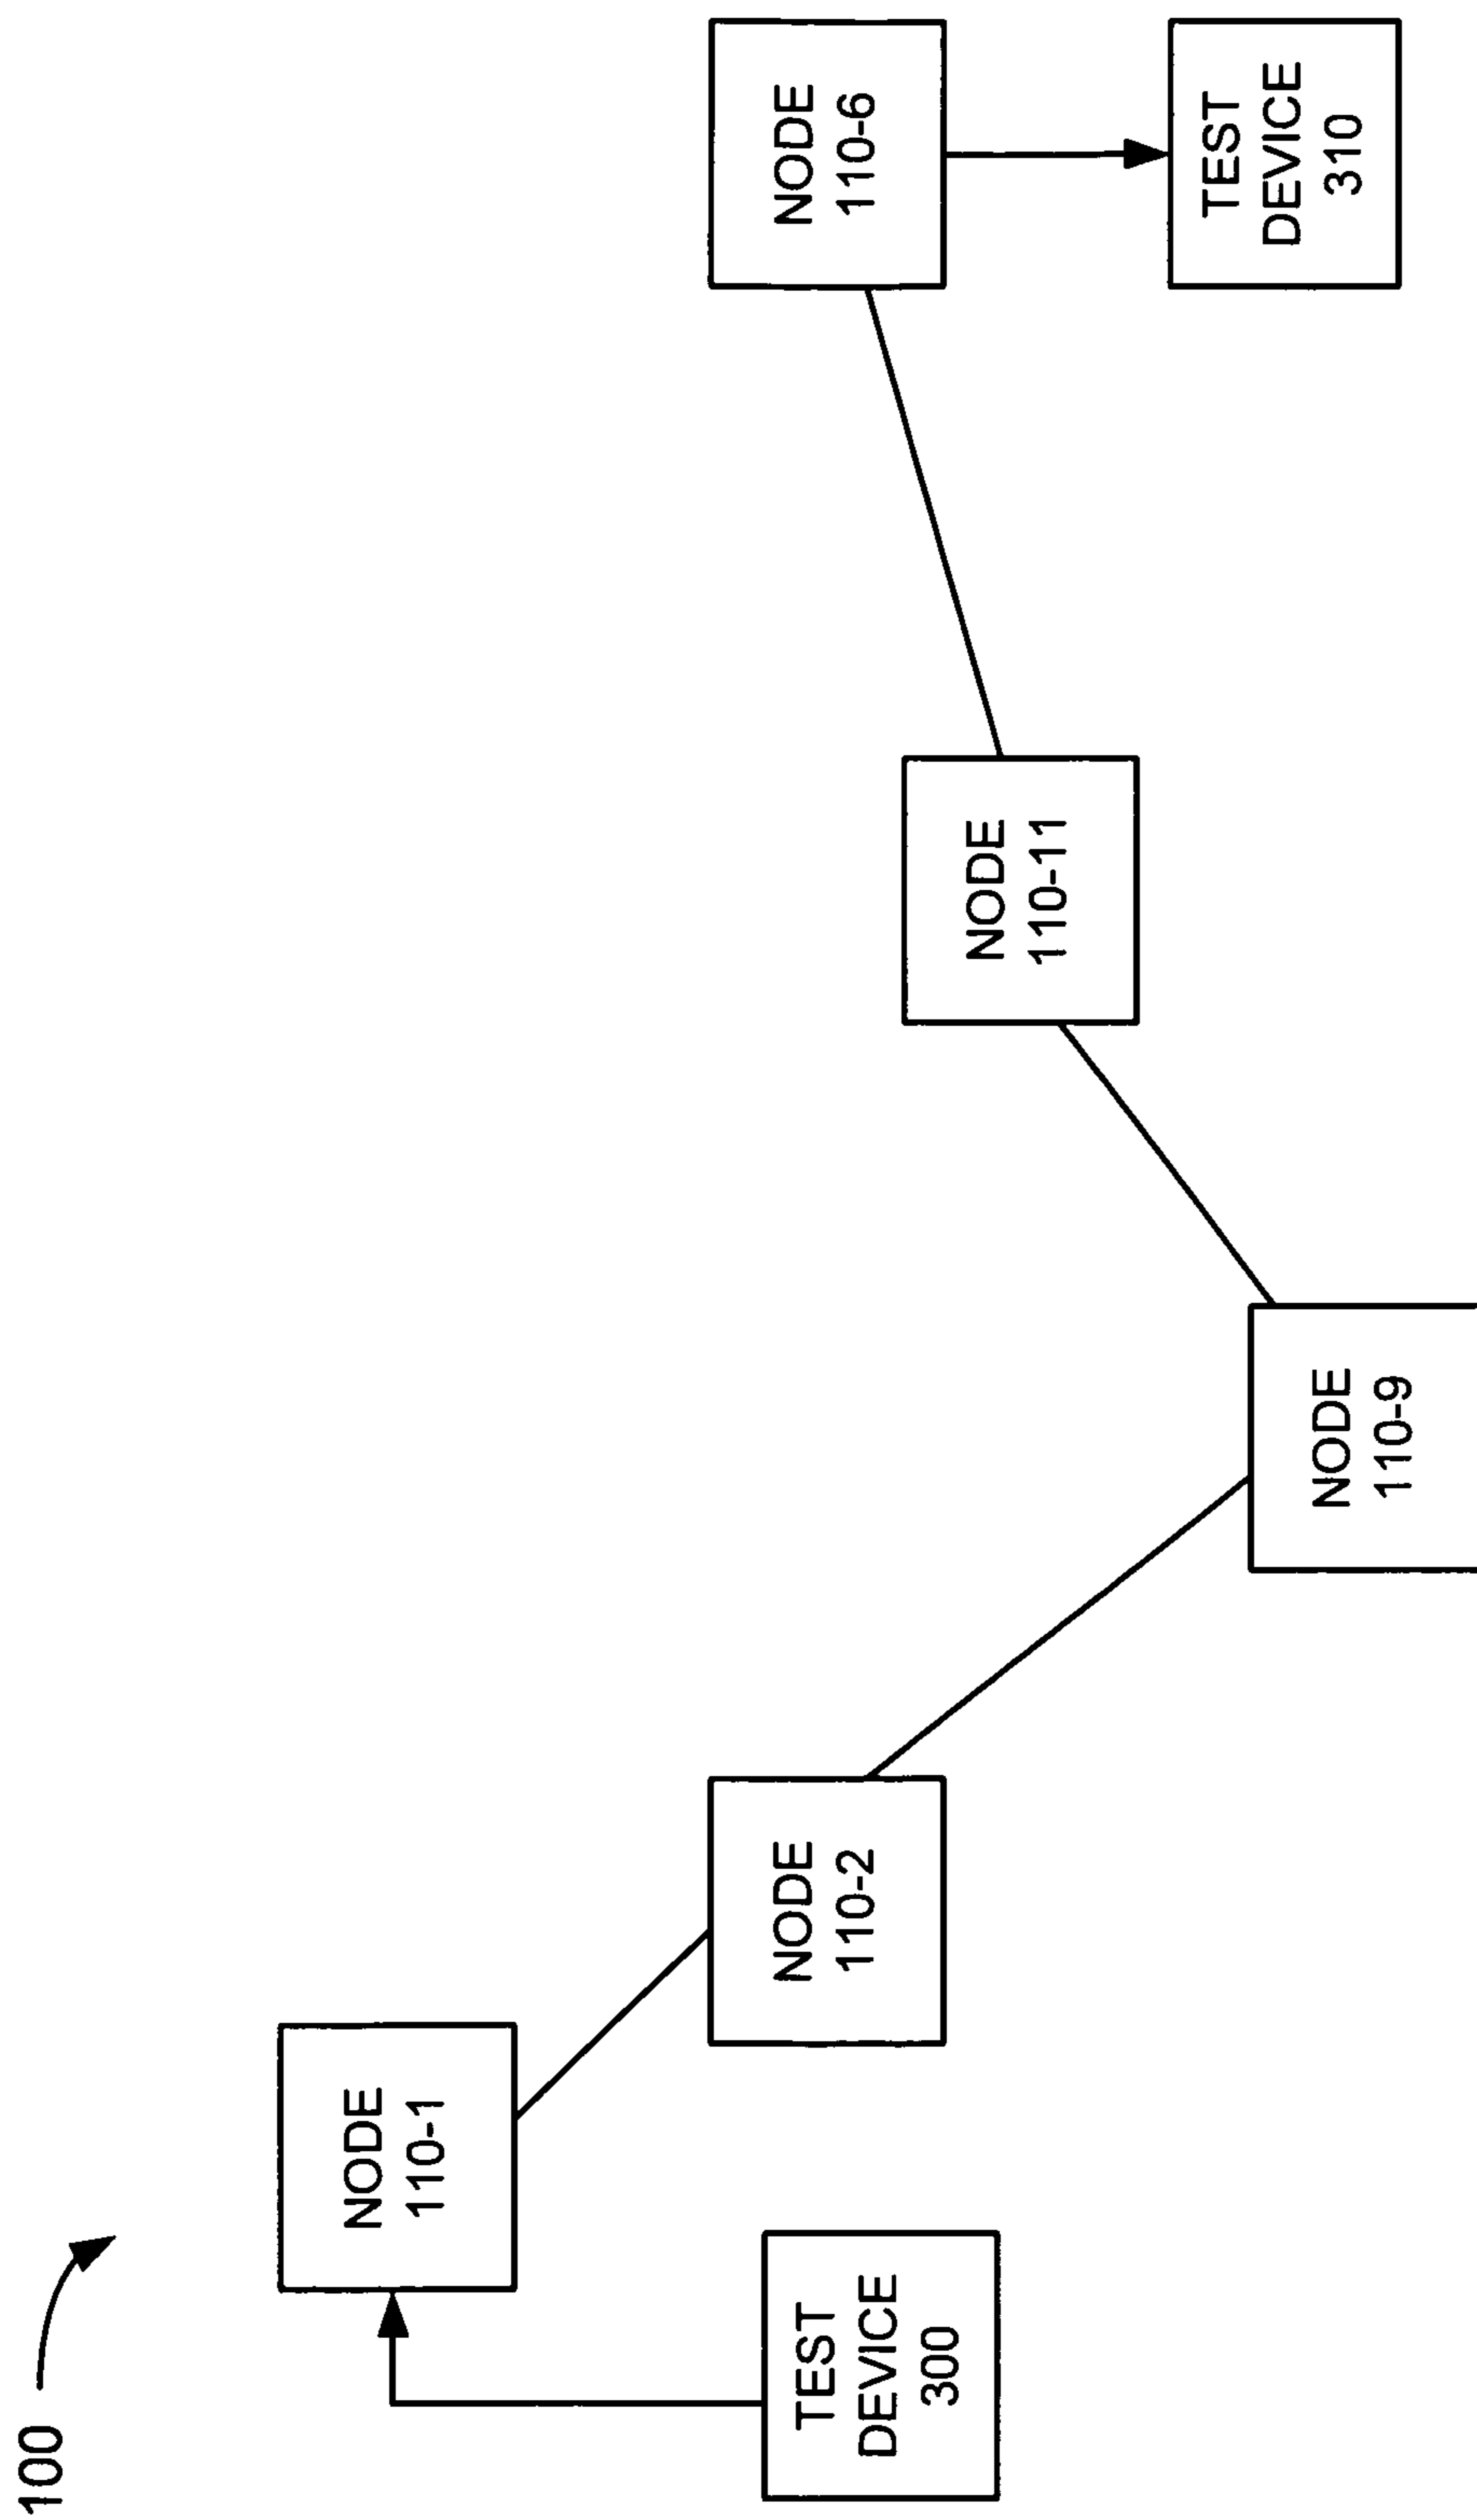 100
NODE
110-1
TEST
DEVICE
300
NODE
110-2
NODE
110-9
NODE
110-11
NODE
110-6
TEST
DEVICE
310